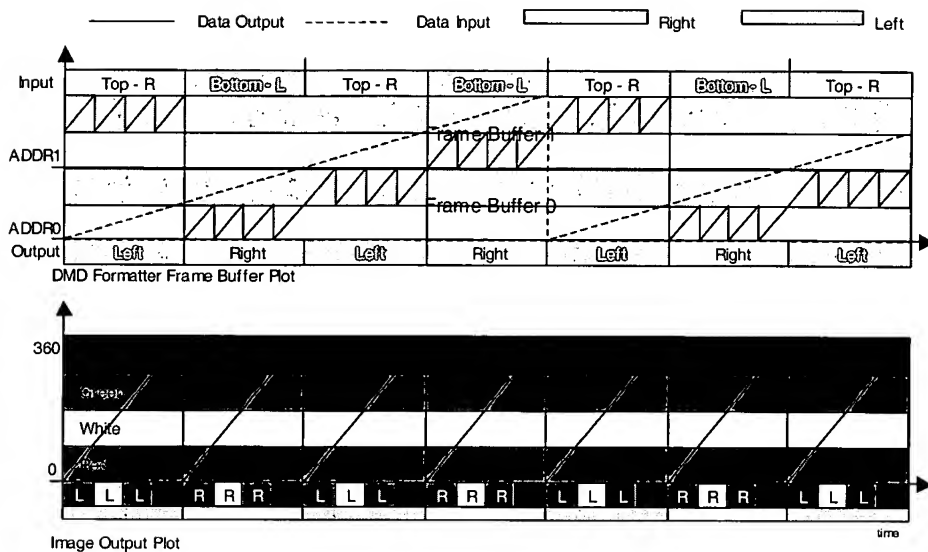 Data Output Data Input Right Left
Input Top - R Bottom - L Top - R Bottom - L Top - R Bottom - L Top - R
Frame Buffer 1
ADDR1
Frame Buffer 0
ADDR0
Output Left Right Left Right Left Right Left
DMD Formatter Frame Buffer Plot
360
Green
White
Red
0
L L L R R R L L L R R R L L L R R R L L L
time
Image Output Plot